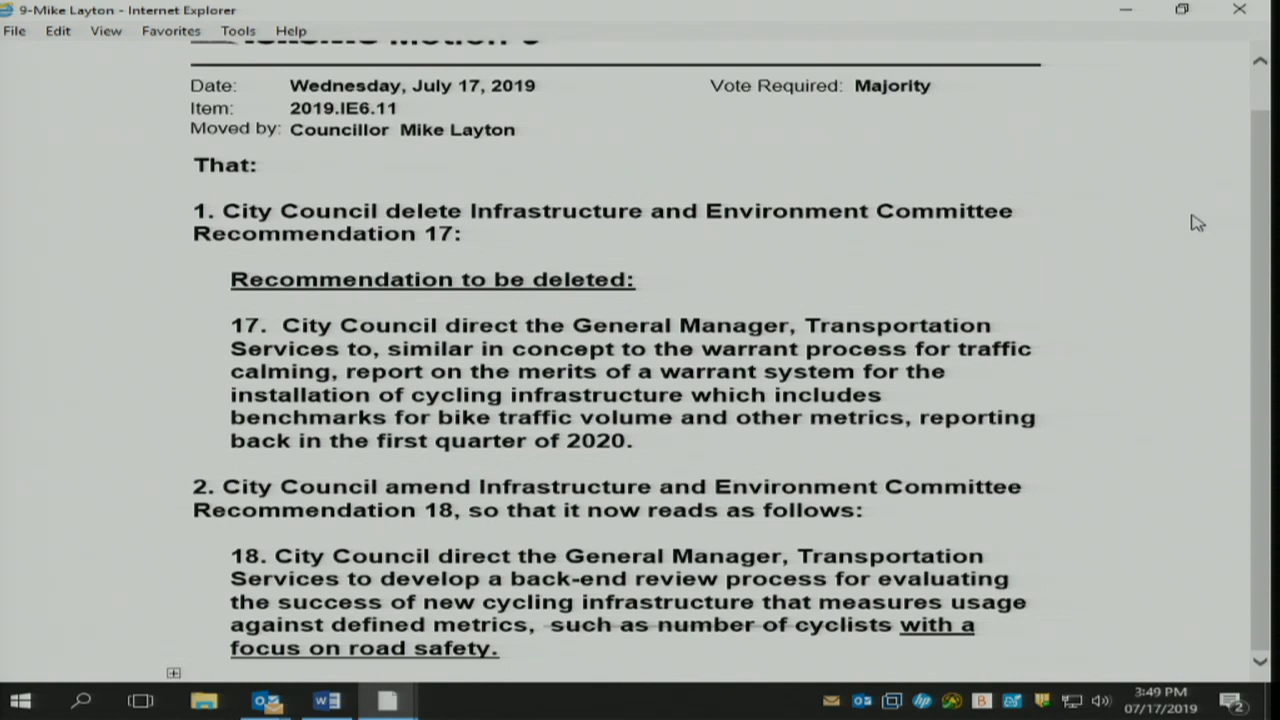 9-Mike Layton - Internet Explorer
File Edit View Favorites Tools Help
Motion 9
Date: Wednesday, July 17, 2019 Vote Required: Majority
Item: 2019.IE6.11
Moved by: Councillor Mike Layton
That:
1. City Council delete Infrastructure and Environment Committee
Recommendation 17:
Recommendation to be deleted:
17. City Council direct the General Manager, Transportation
Services to, similar in concept to the warrant process for traffic
calming, report on the merits of a warrant system for the
installation of cycling infrastructure which includes
benchmarks for bike traffic volume and other metrics, reporting
back in the first quarter of 2020.
2. City Council amend Infrastructure and Environment Committee
Recommendation 18, so that it now reads as follows:
18. City Council direct the General Manager, Transportation
Services to develop a back-end review process for evaluating
the success of new cycling infrastructure that measures usage
against defined metrics, such as number of cyclists with a
focus on road safety.
3:49 PM
07/17/2019
2